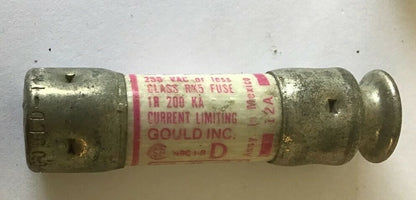 250 VAC or less
CLASS RK5 FUSE
IR 200 KA
CURRENT LIMITING
GOULD INC.
D
Mexico
12A